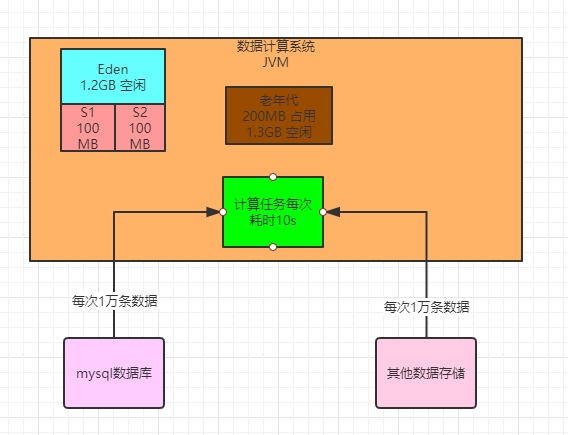 数据计算系统
JVM
Eden
1.2GB 空闲
S1
100
MB
S2
100
MB
老年代
200MB 占用
1.3GB 空闲
计算任务每次
耗时10s
每次1万条数据
每次1万条数据
mysql数据库
其他数据存储